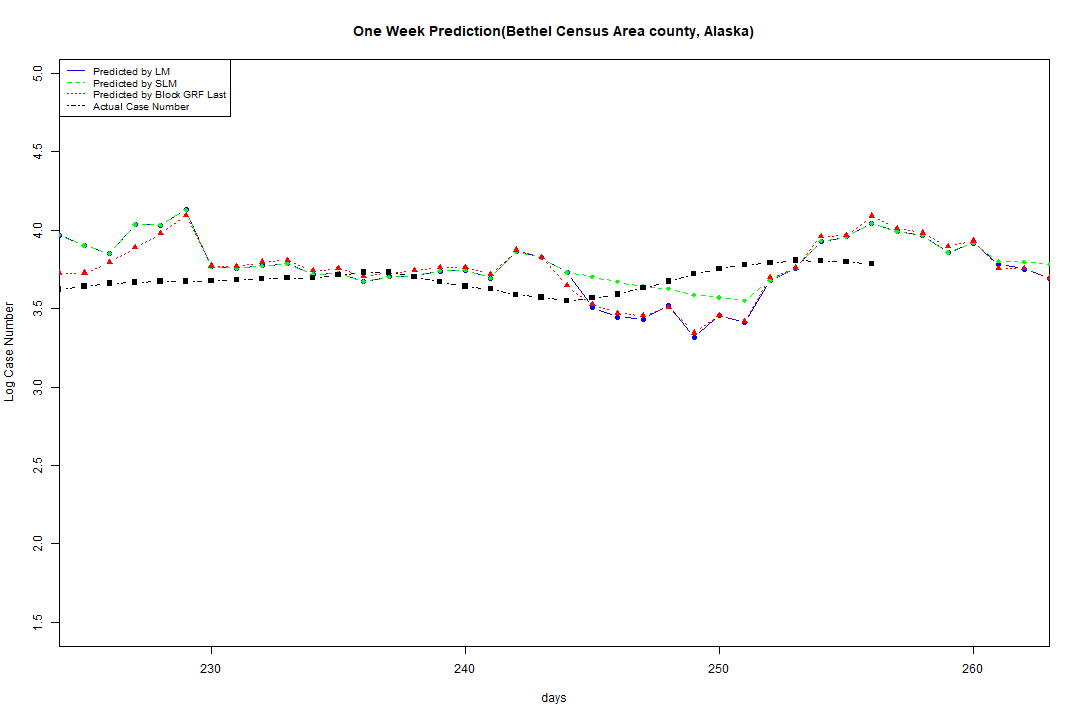 One Week Prediction(Bethel Census Area county, Alaska)
Predicted by LM
Predicted by SLM
Predicted by Block GRF Last
Actual Case Number
5.0
4.5
4.0
3.5
3.0
2.5
2.0
1.5
Log Case Number
230 240 250 260
days